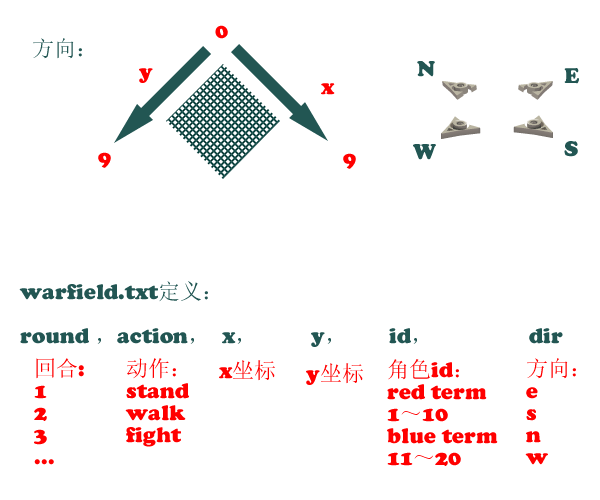 方向：
0
y
x
9
9
N
E
W
S
warfield.txt定义：
round， action， x， y， id， dir
回合： 动作： x坐标 y坐标 角色id： 方向：
1 stand red term e
2 walk 1～10 s
3 fight blue term n
... 11～20 w